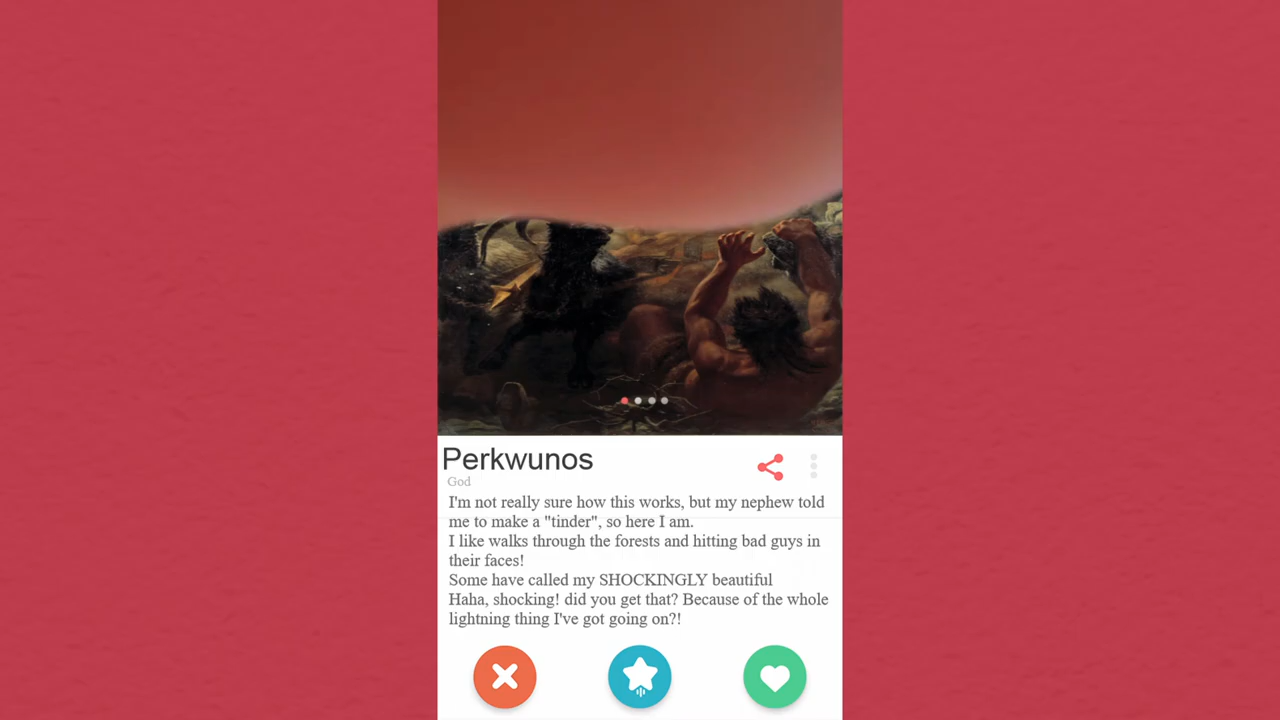 Perkwunos
God
I'm not really sure how this works, but my nephew told
me to make a "tinder", so here I am.
I like walks through the forests and hitting bad guys in
their faces!
Some have called my SHOCKINGLY beautiful
Haha, shocking! did you get that? Because of the whole
lightning thing I've got going on?!